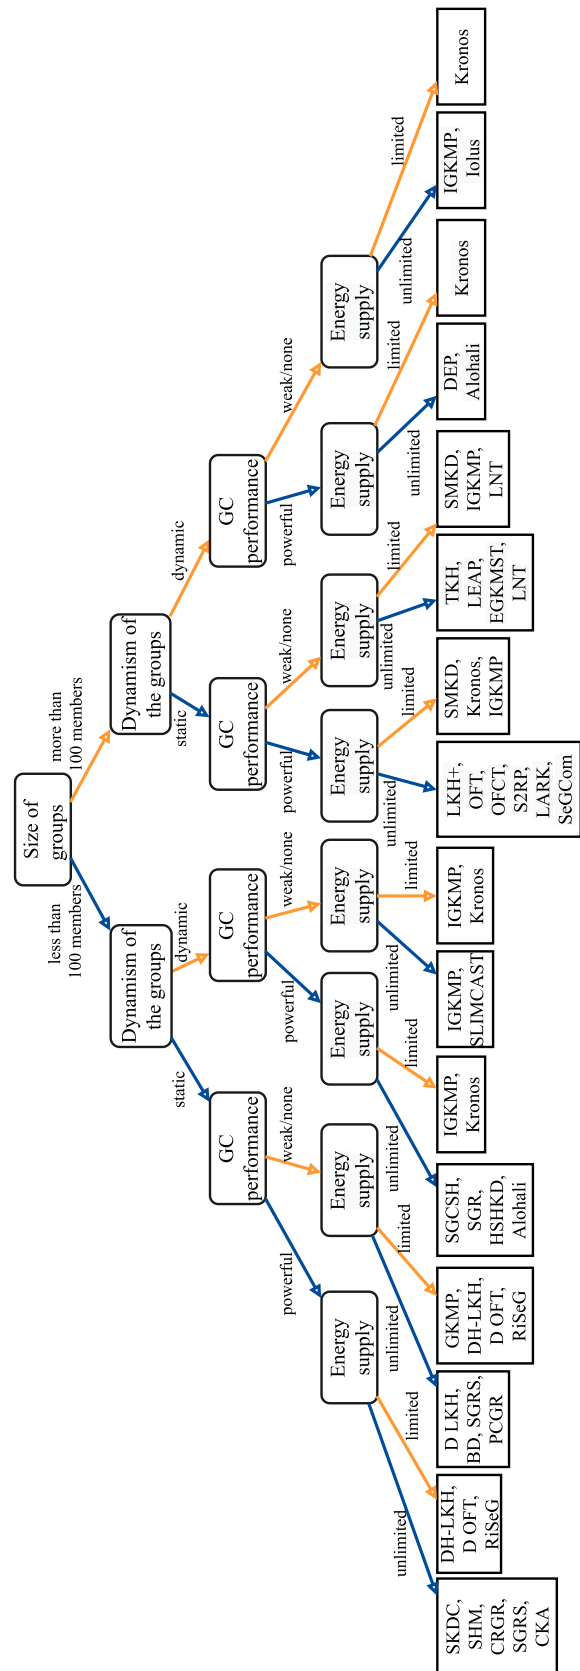 Size of
groups
less than
100 members
more than
100 members
Dynamism of
the groups
Dynamism of
the groups
static
dynamic
static
dynamic
GC
performance
GC
performance
GC
performance
GC
performance
powerful
weak/none
powerful
weak/none
powerful
weak/none
powerful
weak/none
Energy
supply
Energy
supply
Energy
supply
Energy
supply
Energy
supply
Energy
supply
Energy
supply
Energy
supply
unlimited
limited
unlimited
limited
unlimited
limited
unlimited
limited
unlimited
limited
unlimited
limited
unlimited
limited
unlimited
limited
SKDC,
SHM,
CRGR,
SGRS,
CKA
DH-LKH,
D OFT,
RiSeG
D LKH,
BD, SGRS,
PCGR
GKMP,
DH-LKH,
D OFT,
RiSeG
SGCSH,
SGR,
HSHKD,
Alohali
IGKMP,
Kronos
IGKMP,
SLIMCAST
IGKMP,
Kronos
LKH+,
OFT,
OFCT,
S2RP,
LARK,
SeGCom
SMKD,
Kronos,
IGKMP
TKH,
LEAP,
EGKMST,
LNT
SMKD,
IGKMP,
LNT
DEP,
Alohali
Kronos
IGKMP,
Iolus
Kronos